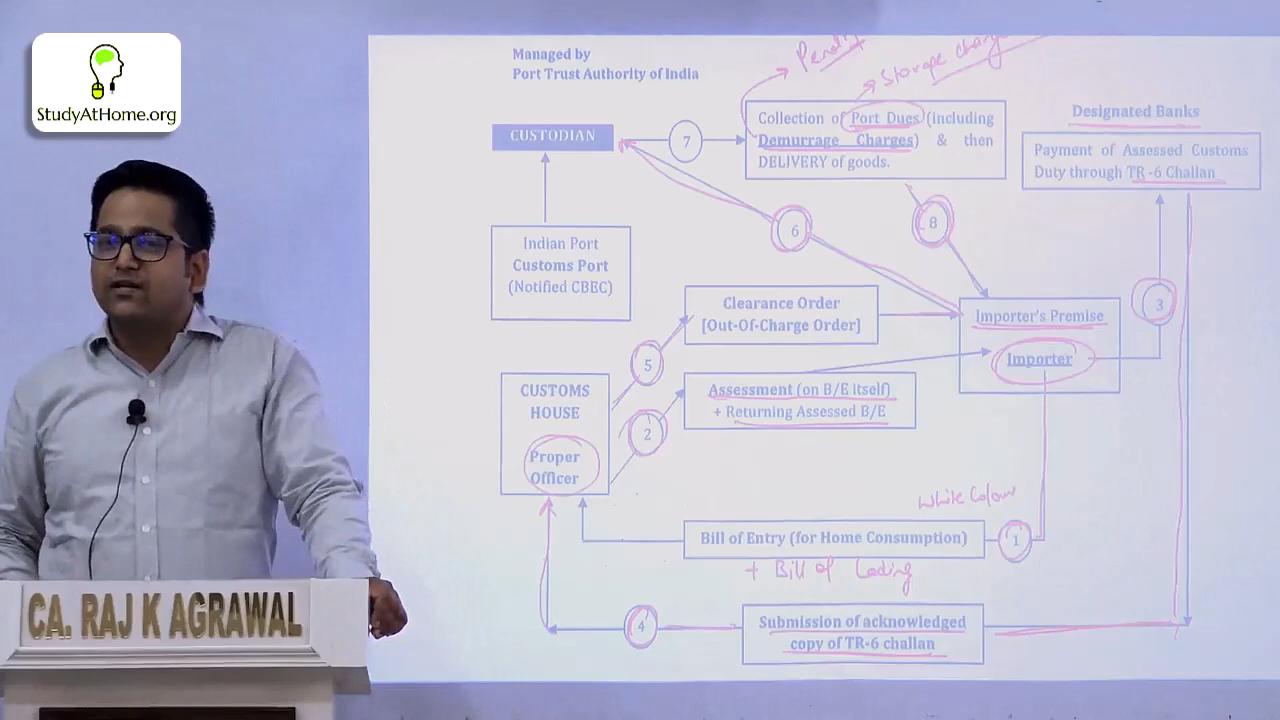 StudyAtHome.org
CA. RAJ K AGRAWAL
Managed by
Port Trust Authority of India
CUSTODIAN
7
Storage
Collection of Port Dues (including
Demurrage Charges) & then
DELIVERY of goods.
Designated Banks
Payment of Assessed Customs
Duty through TR -6 Challan
6
8
3
Indian Port
Customs Port
(Notified CBEC)
Clearance Order
[Out-Of-Charge Order]
Importer's Premise
Importer
5
CUSTOMS
HOUSE
Proper
Officer
2
Assessment (on B/E itself)
+ Returning Assessed B/E
White Colour
Bill of Entry (for Home Consumption)
1
+ Bill of Lading
4
Submission of acknowledged
copy of TR-6 challan